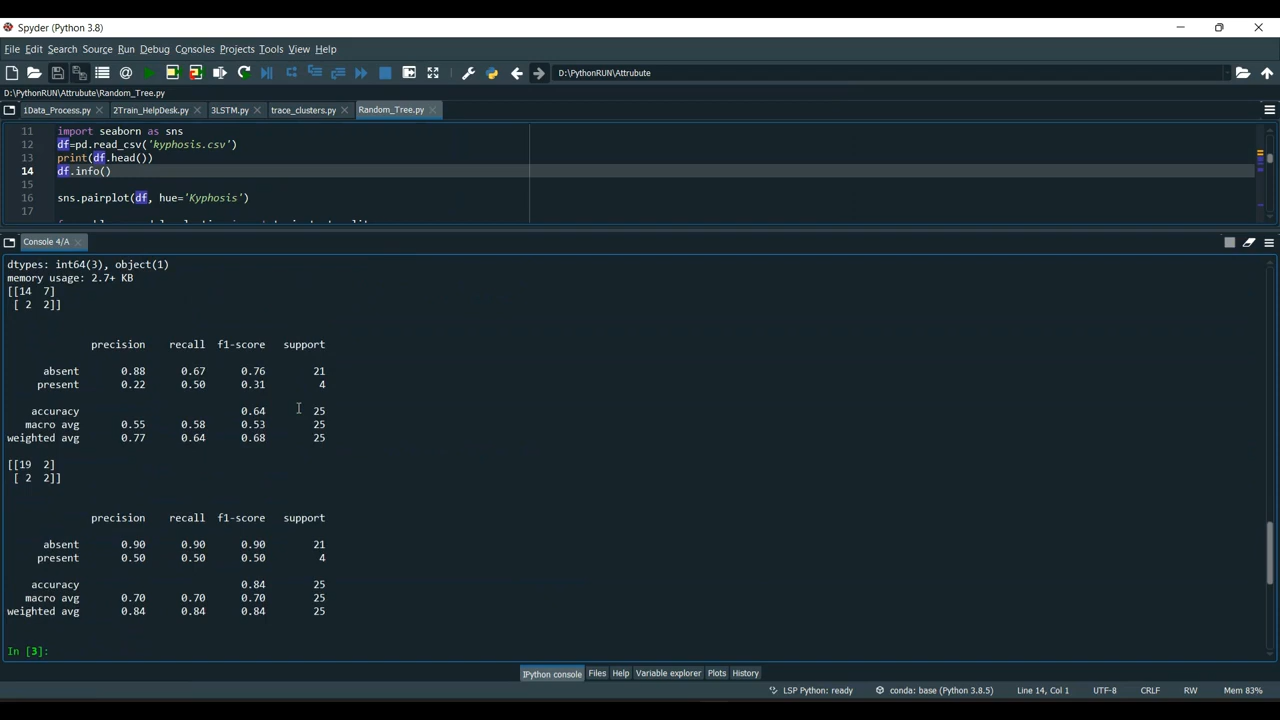 Spyder (Python 3.8)
File Edit Search Source Run Debug Consoles Projects Tools View Help
D:\PythonRUN\Attrubute
D:\PythonRUN\Attrubute\Random_Tree.py
1Data_Process.py 2Train_HelpDesk.py 3LSTM.py trace_clusters.py Random_Tree.py
11 import seaborn as sns
12 df=pd.read_csv('kyphosis.csv')
13 print(df.head())
14 df.info()
15
16 sns.pairplot(df, hue='Kyphosis')
17
Console 4/A
dtypes: int64(3), object(1)
memory usage: 2.7+ KB
[[14 7]
[ 2 2]]
precision recall f1-score support
absent 0.88 0.67 0.76 21
present 0.22 0.50 0.31 4
accuracy 0.64 25
macro avg 0.55 0.58 0.53 25
weighted avg 0.77 0.64 0.68 25
[[19 2]
[ 2 2]]
precision recall f1-score support
absent 0.90 0.90 0.90 21
present 0.50 0.50 0.50 4
accuracy 0.84 25
macro avg 0.70 0.70 0.70 25
weighted avg 0.84 0.84 0.84 25
In [3]:
IPython console Files Help Variable explorer Plots History
LSP Python: ready conda: base (Python 3.8.5) Line 14, Col 1 UTF-8 CRLF RW Mem 83%